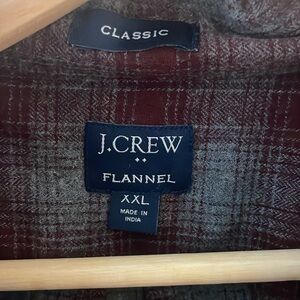 CLASSIC
J.CREW
FLANNEL
XXL
MADE IN
INDIA